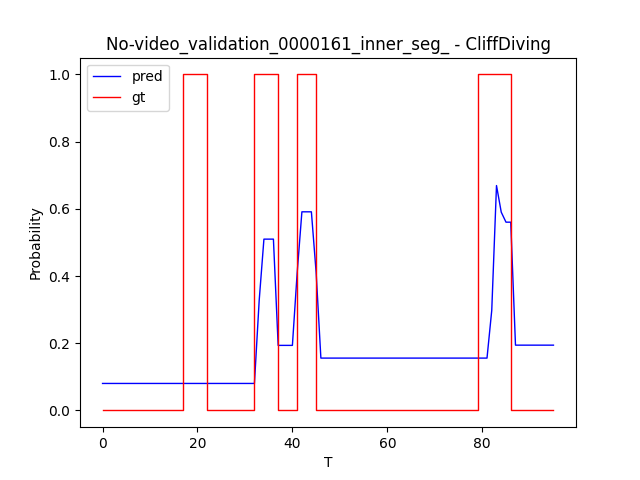 No-video_validation_0000161_inner_seg_ - CliffDiving
pred
gt
1.0
0.8
0.6
0.4
0.2
0.0
Probability
0
20
40
60
80
T